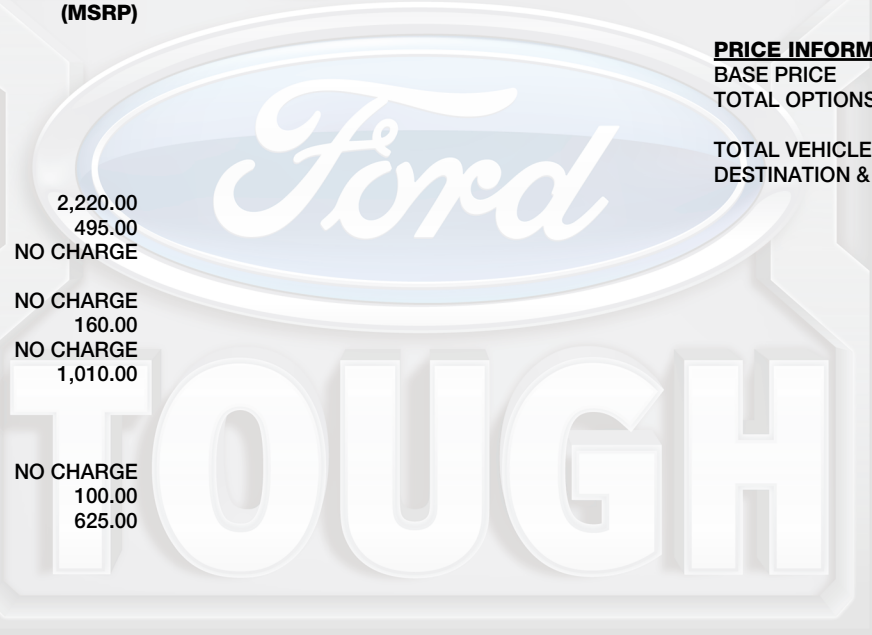 (MSRP)
PRICE INFORM
BASE PRICE
TOTAL OPTIONS
TOTAL VEHICLE
DESTINATION &
2,220.00
495.00
NO CHARGE
NO CHARGE
160.00
NO CHARGE
1,010.00
NO CHARGE
100.00
625.00
Ford
TOUGH